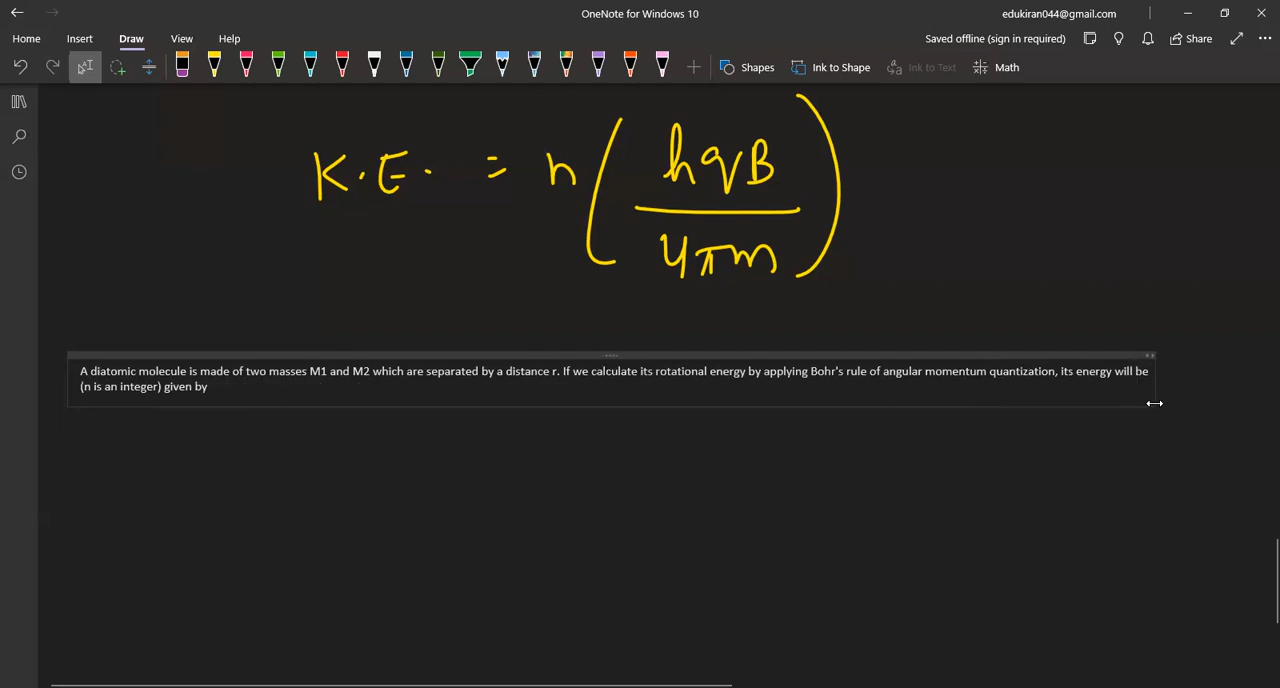 OneNote for Windows 10
edukiran044@gmail.com
Home Insert Draw View Help
Saved offline (sign in required)
Share
Shapes Ink to Shape Ink to Text Math
K.E. = n ( hqB / 4πm )
A diatomic molecule is made of two masses M1 and M2 which are separated by a distance r. If we calculate its rotational energy by applying Bohr's rule of angular momentum quantization, its energy will be
(n is an integer) given by